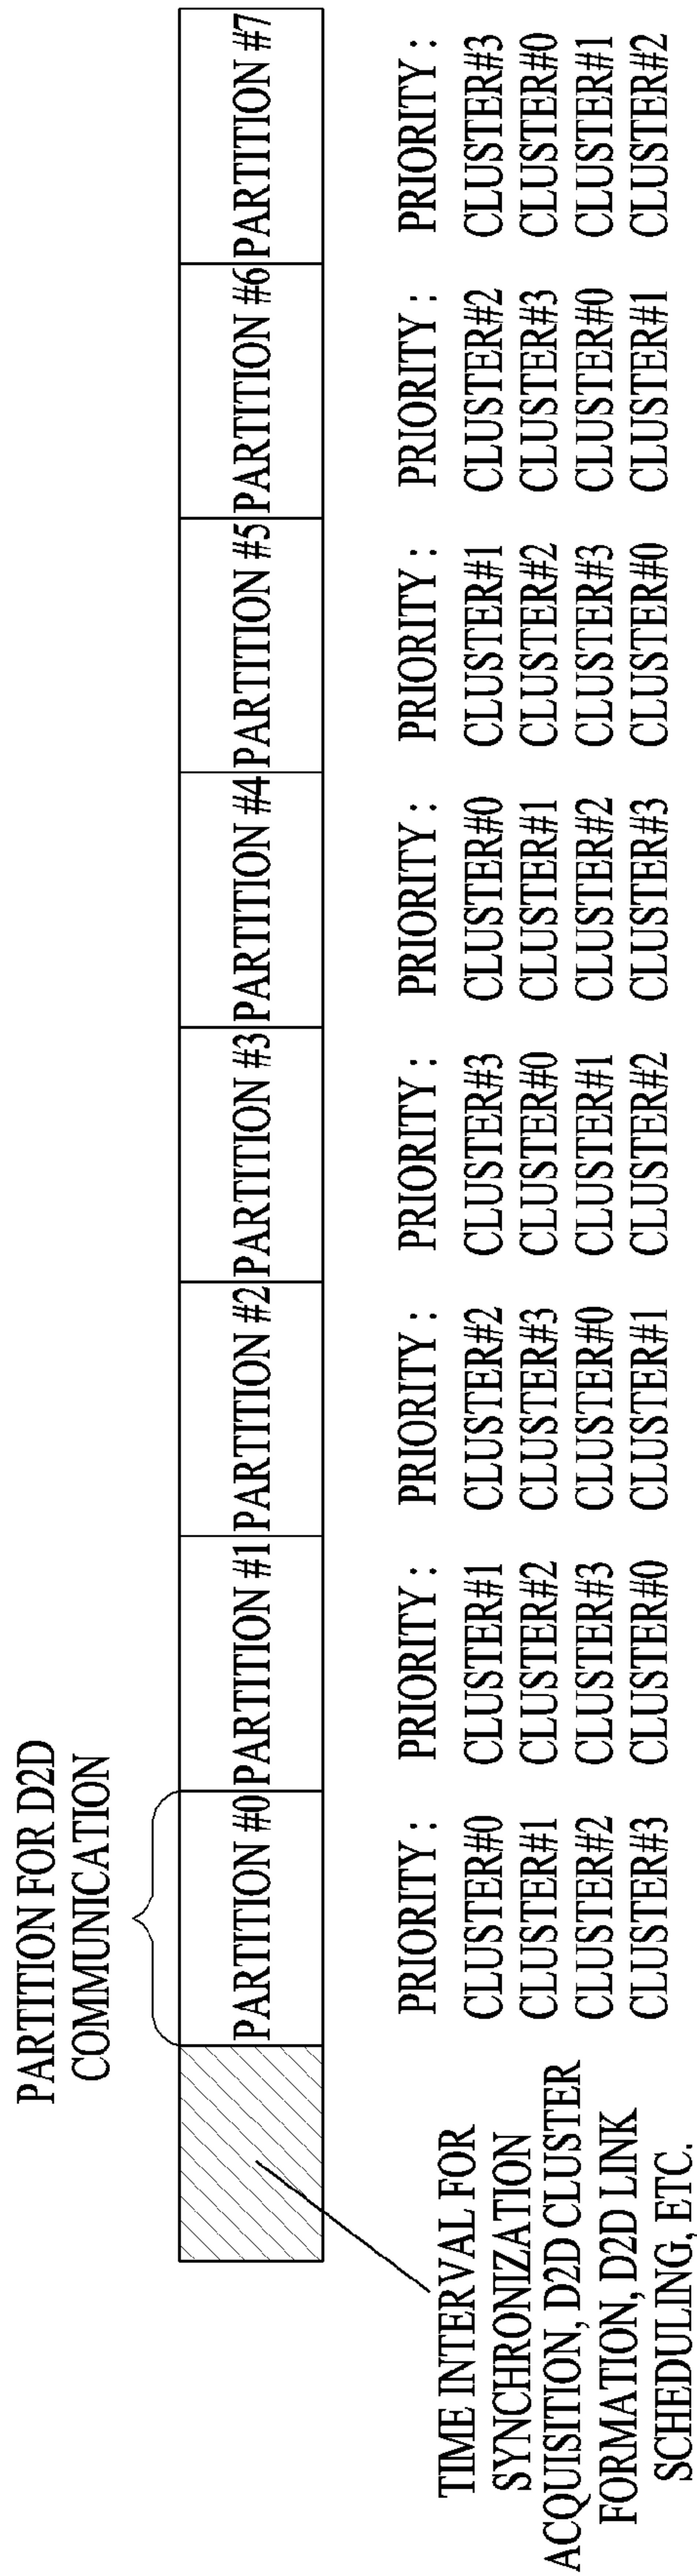 PARTITION FOR D2D
COMMUNICATION
PARTITION #0
PARTITION #1
PARTITION #2
PARTITION #3
PARTITION #4
PARTITION #5
PARTITION #6
PARTITION #7
TIME INTERVAL FOR
SYNCHRONIZATION
ACQUISITION, D2D CLUSTER
FORMATION, D2D LINK
SCHEDULING, ETC.
PRIORITY :
CLUSTER#0
CLUSTER#1
CLUSTER#2
CLUSTER#3
PRIORITY :
CLUSTER#1
CLUSTER#2
CLUSTER#3
CLUSTER#0
PRIORITY :
CLUSTER#2
CLUSTER#3
CLUSTER#0
CLUSTER#1
PRIORITY :
CLUSTER#3
CLUSTER#0
CLUSTER#1
CLUSTER#2
PRIORITY :
CLUSTER#0
CLUSTER#1
CLUSTER#2
CLUSTER#3
PRIORITY :
CLUSTER#1
CLUSTER#2
CLUSTER#3
CLUSTER#0
PRIORITY :
CLUSTER#2
CLUSTER#3
CLUSTER#0
CLUSTER#1
PRIORITY :
CLUSTER#3
CLUSTER#0
CLUSTER#1
CLUSTER#2